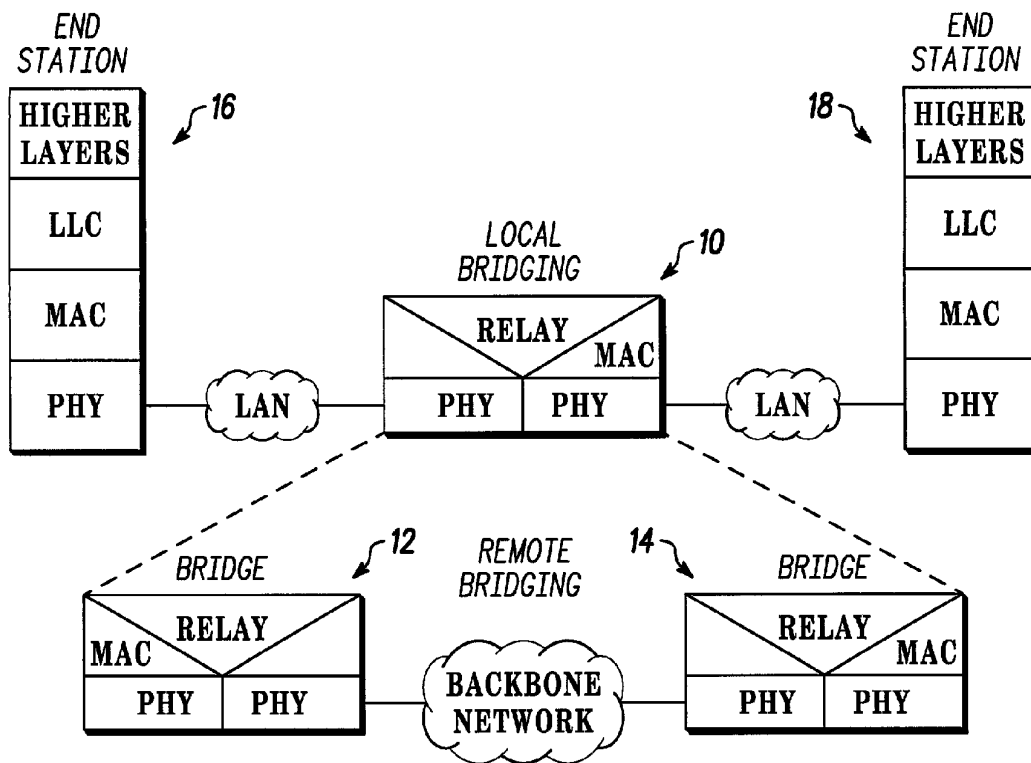 END
STATION
16
HIGHER
LAYERS
LLC
MAC
PHY
LAN
LOCAL
BRIDGING
10
RELAY
MAC
PHY PHY
LAN
END
STATION
18
HIGHER
LAYERS
LLC
MAC
PHY
BRIDGE
12
RELAY
MAC
PHY PHY
REMOTE
BRIDGING
BACKBONE
NETWORK
14
BRIDGE
RELAY
MAC
PHY PHY